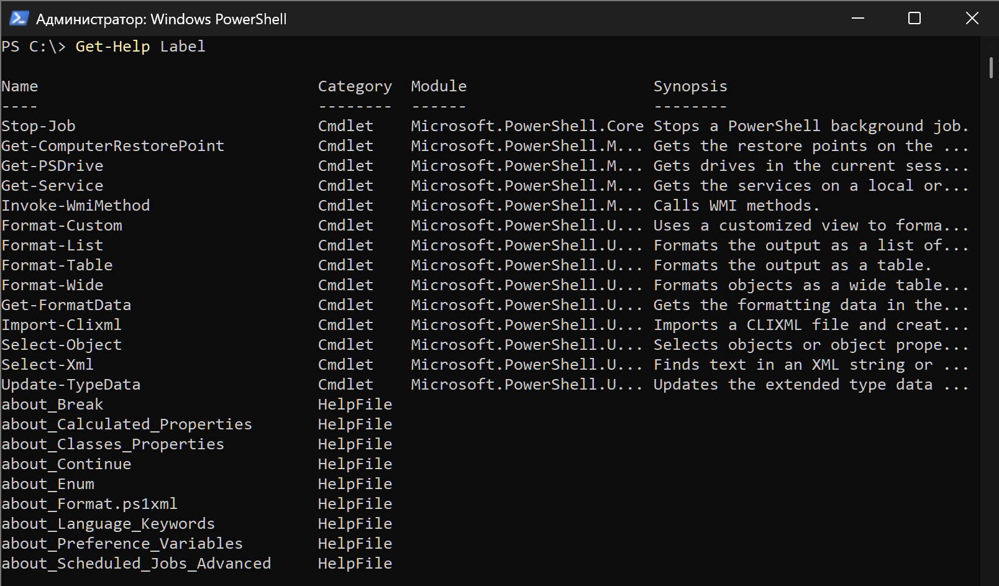 Администратор: Windows PowerShell
PS C:\> Get-Help Label
Name Category Module Synopsis
---- -------- ------ --------
Stop-Job Cmdlet Microsoft.PowerShell.Core Stops a PowerShell background job.
Get-ComputerRestorePoint Cmdlet Microsoft.PowerShell.M... Gets the restore points on the ...
Get-PSDrive Cmdlet Microsoft.PowerShell.M... Gets drives in the current sess...
Get-Service Cmdlet Microsoft.PowerShell.M... Gets the services on a local or...
Invoke-WmiMethod Cmdlet Microsoft.PowerShell.M... Calls WMI methods.
Format-Custom Cmdlet Microsoft.PowerShell.U... Uses a customized view to forma...
Format-List Cmdlet Microsoft.PowerShell.U... Formats the output as a list of...
Format-Table Cmdlet Microsoft.PowerShell.U... Formats the output as a table.
Format-Wide Cmdlet Microsoft.PowerShell.U... Formats objects as a wide table...
Get-FormatData Cmdlet Microsoft.PowerShell.U... Gets the formatting data in the...
Import-Clixml Cmdlet Microsoft.PowerShell.U... Imports a CLIXML file and creat...
Select-Object Cmdlet Microsoft.PowerShell.U... Selects objects or object prope...
Select-Xml Cmdlet Microsoft.PowerShell.U... Finds text in an XML string or ...
Update-TypeData Cmdlet Microsoft.PowerShell.U... Updates the extended type data ...
about_Break HelpFile
about_Calculated_Properties HelpFile
about_Classes_Properties HelpFile
about_Continue HelpFile
about_Enum HelpFile
about_Format.ps1xml HelpFile
about_Language_Keywords HelpFile
about_Preference_Variables HelpFile
about_Scheduled_Jobs_Advanced HelpFile